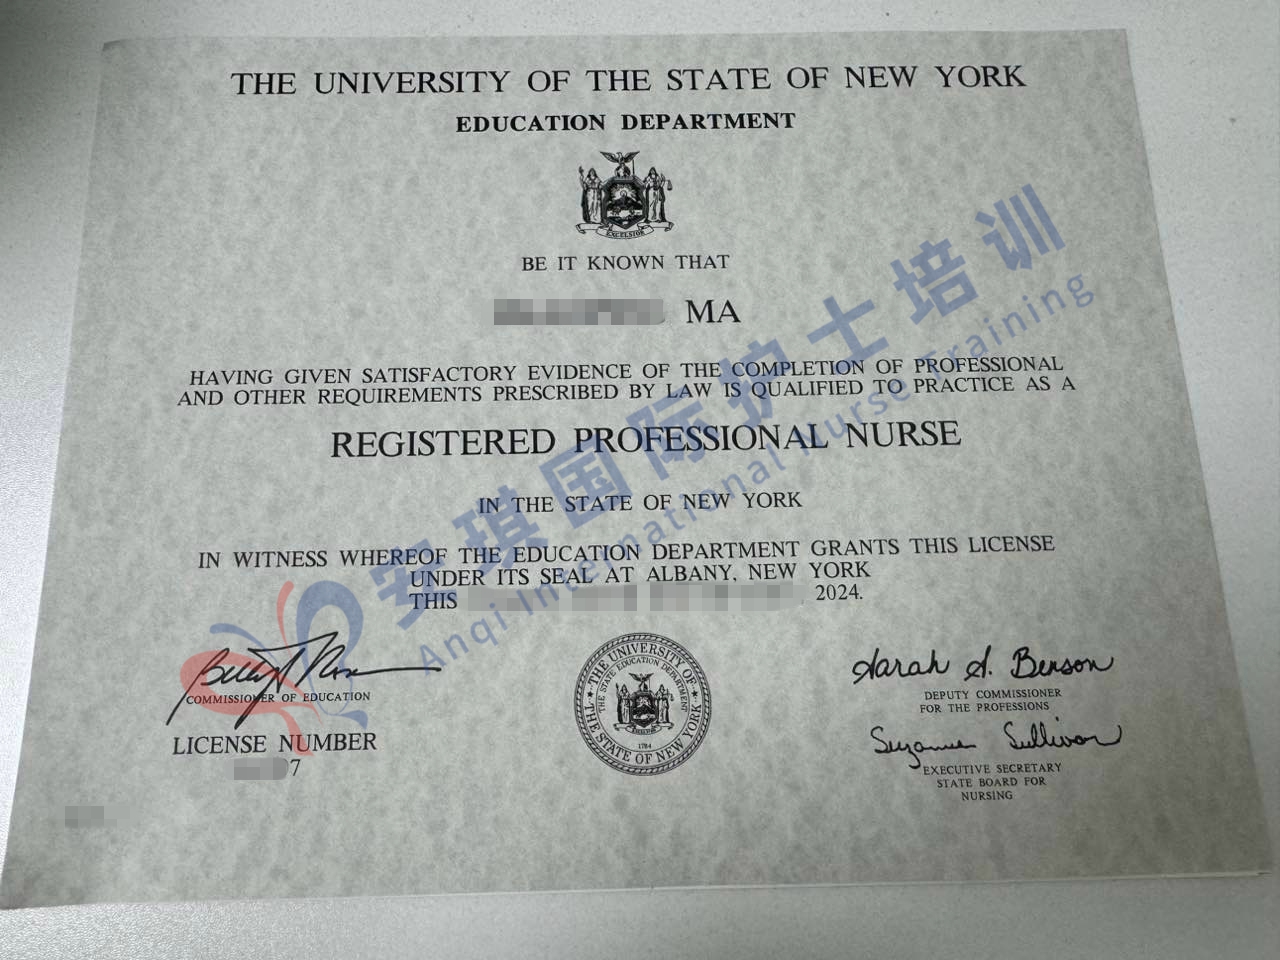 THE UNIVERSITY OF THE STATE OF NEW YORK
EDUCATION DEPARTMENT
EXCELSIOR
BE IT KNOWN THAT
MA
HAVING GIVEN SATISFACTORY EVIDENCE OF THE COMPLETION OF PROFESSIONAL
AND OTHER REQUIREMENTS PRESCRIBED BY LAW IS QUALIFIED TO PRACTICE AS A
REGISTERED PROFESSIONAL NURSE
IN THE STATE OF NEW YORK
IN WITNESS WHEREOF THE EDUCATION DEPARTMENT GRANTS THIS LICENSE
UNDER ITS SEAL AT ALBANY, NEW YORK
THIS 2024.
COMMISSIONER OF EDUCATION
LICENSE NUMBER
7
THE UNIVERSITY OF THE STATE OF NEW YORK
THE STATE EDUCATION DEPARTMENT
1784
Sarah S. Benson
DEPUTY COMMISSIONER
FOR THE PROFESSIONS
Suzanne Sullivan
EXECUTIVE SECRETARY
STATE BOARD FOR
NURSING
安琪国际护士培训
Anqi International Nurse Training